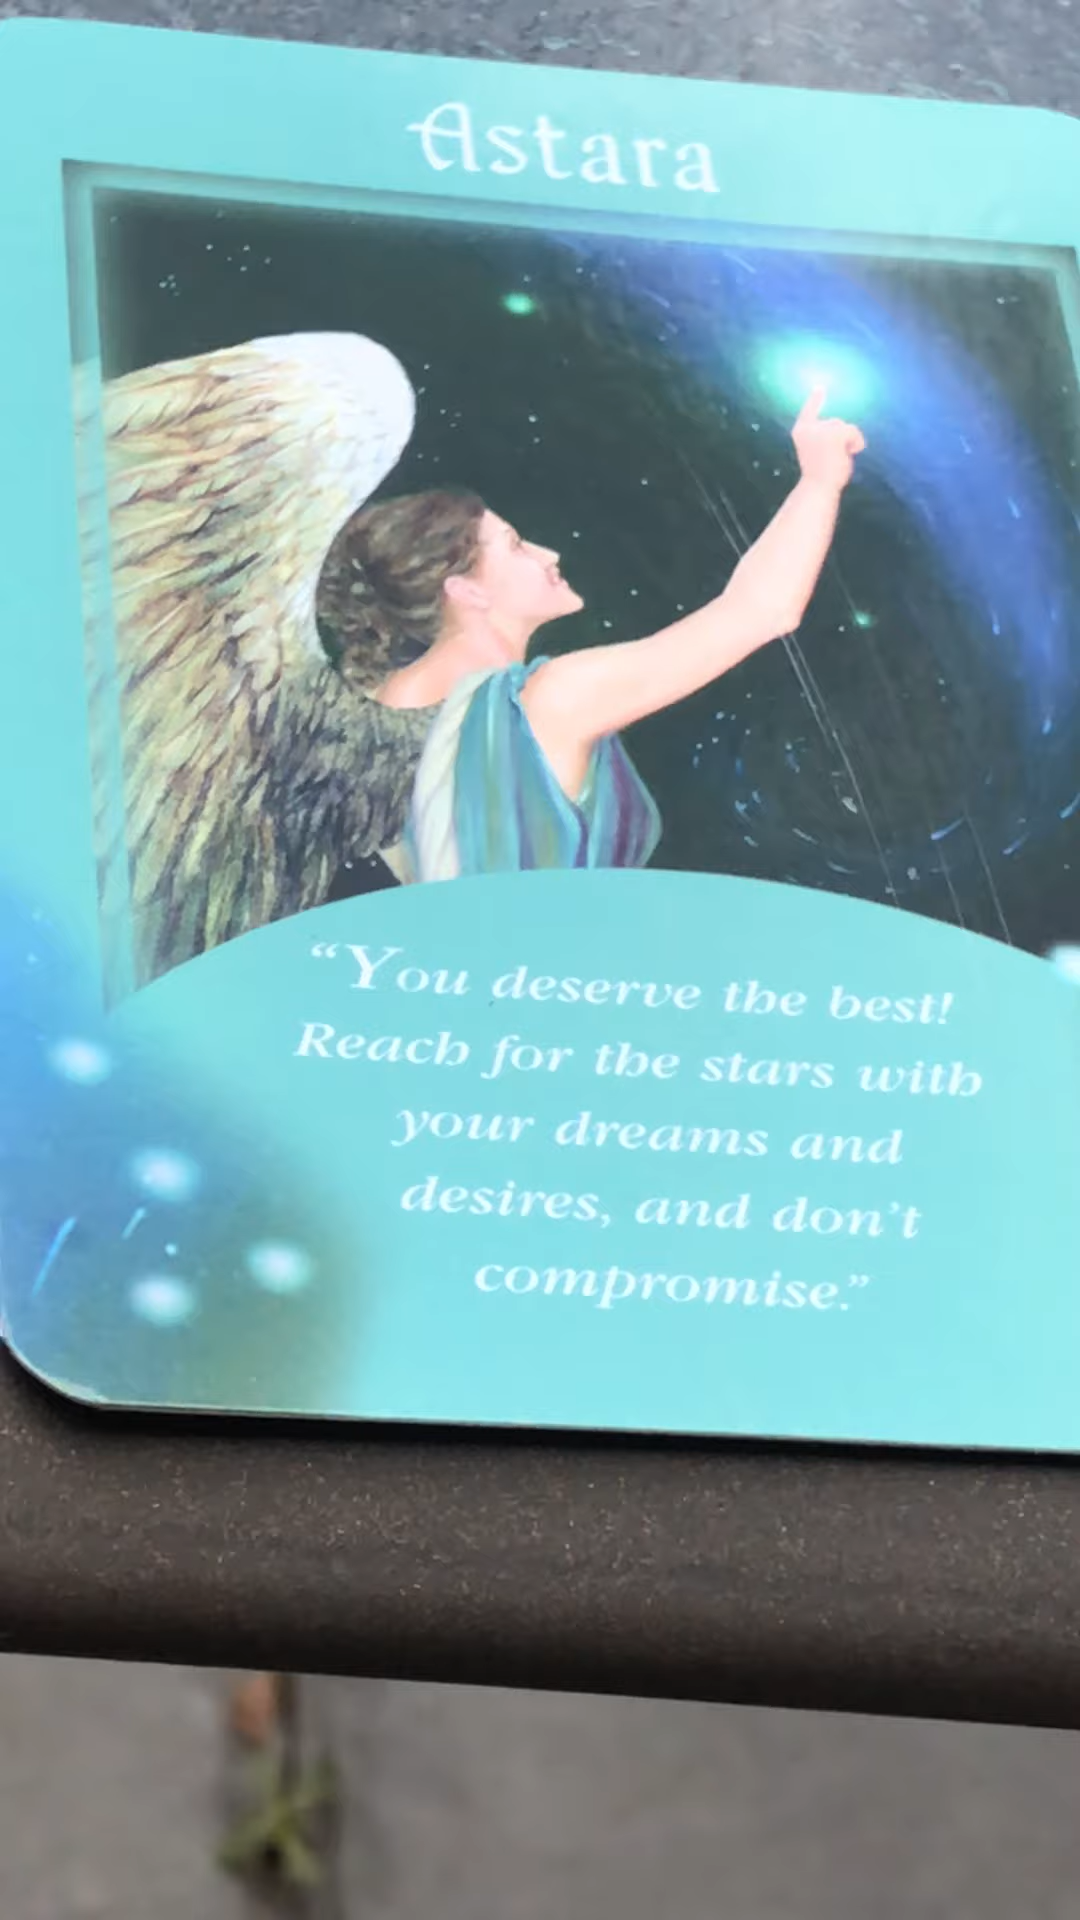 Astara
“You deserve the best!
Reach for the stars with
your dreams and
desires, and don’t
compromise.”